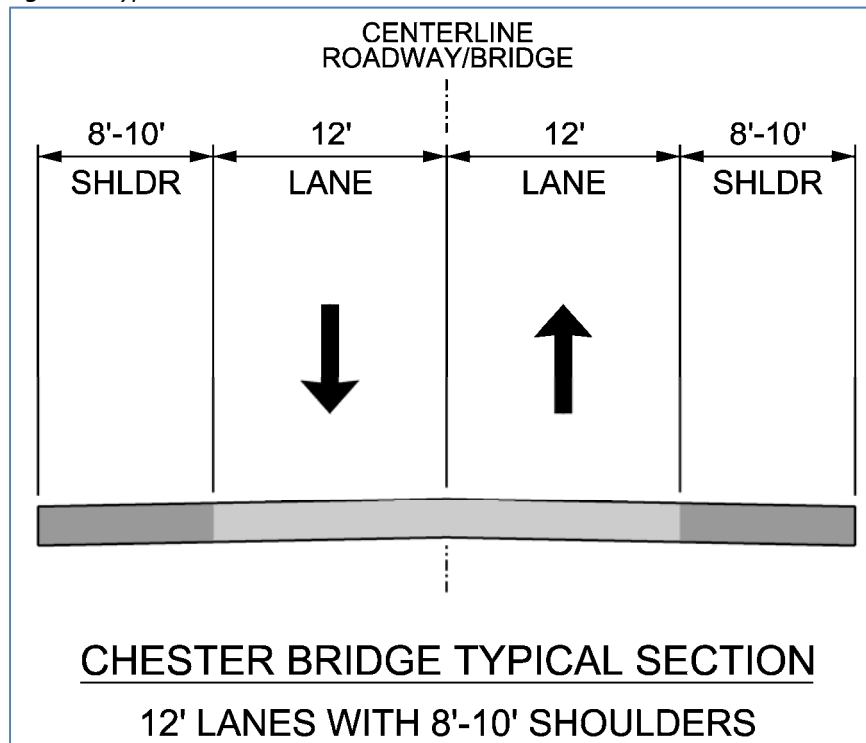 CENTERLINE
ROADWAY/BRIDGE
8'-10' 12' 12' 8'-10'
SHLDR LANE LANE SHLDR
CHESTER BRIDGE TYPICAL SECTION
12' LANES WITH 8'-10' SHOULDERS